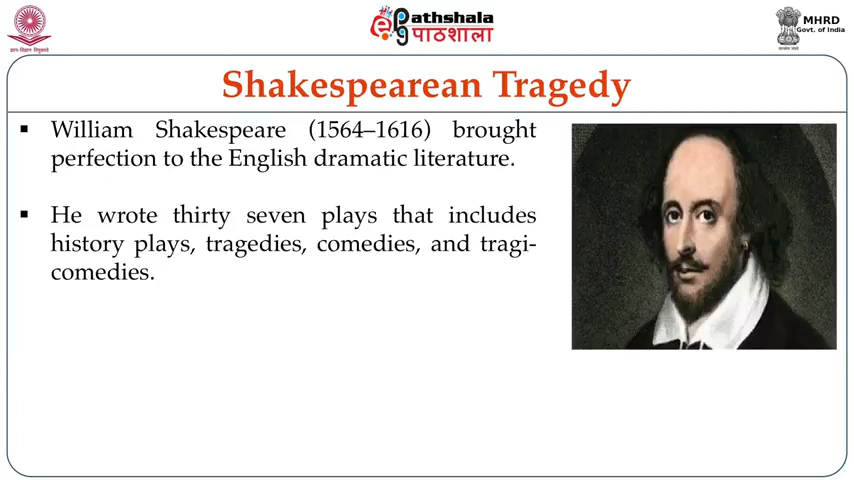 ePathshala
पाठशाला
MHRD
Govt. of India
Shakespearean Tragedy
William Shakespeare (1564–1616) brought
perfection to the English dramatic literature.
He wrote thirty seven plays that includes
history plays, tragedies, comedies, and tragi-
comedies.